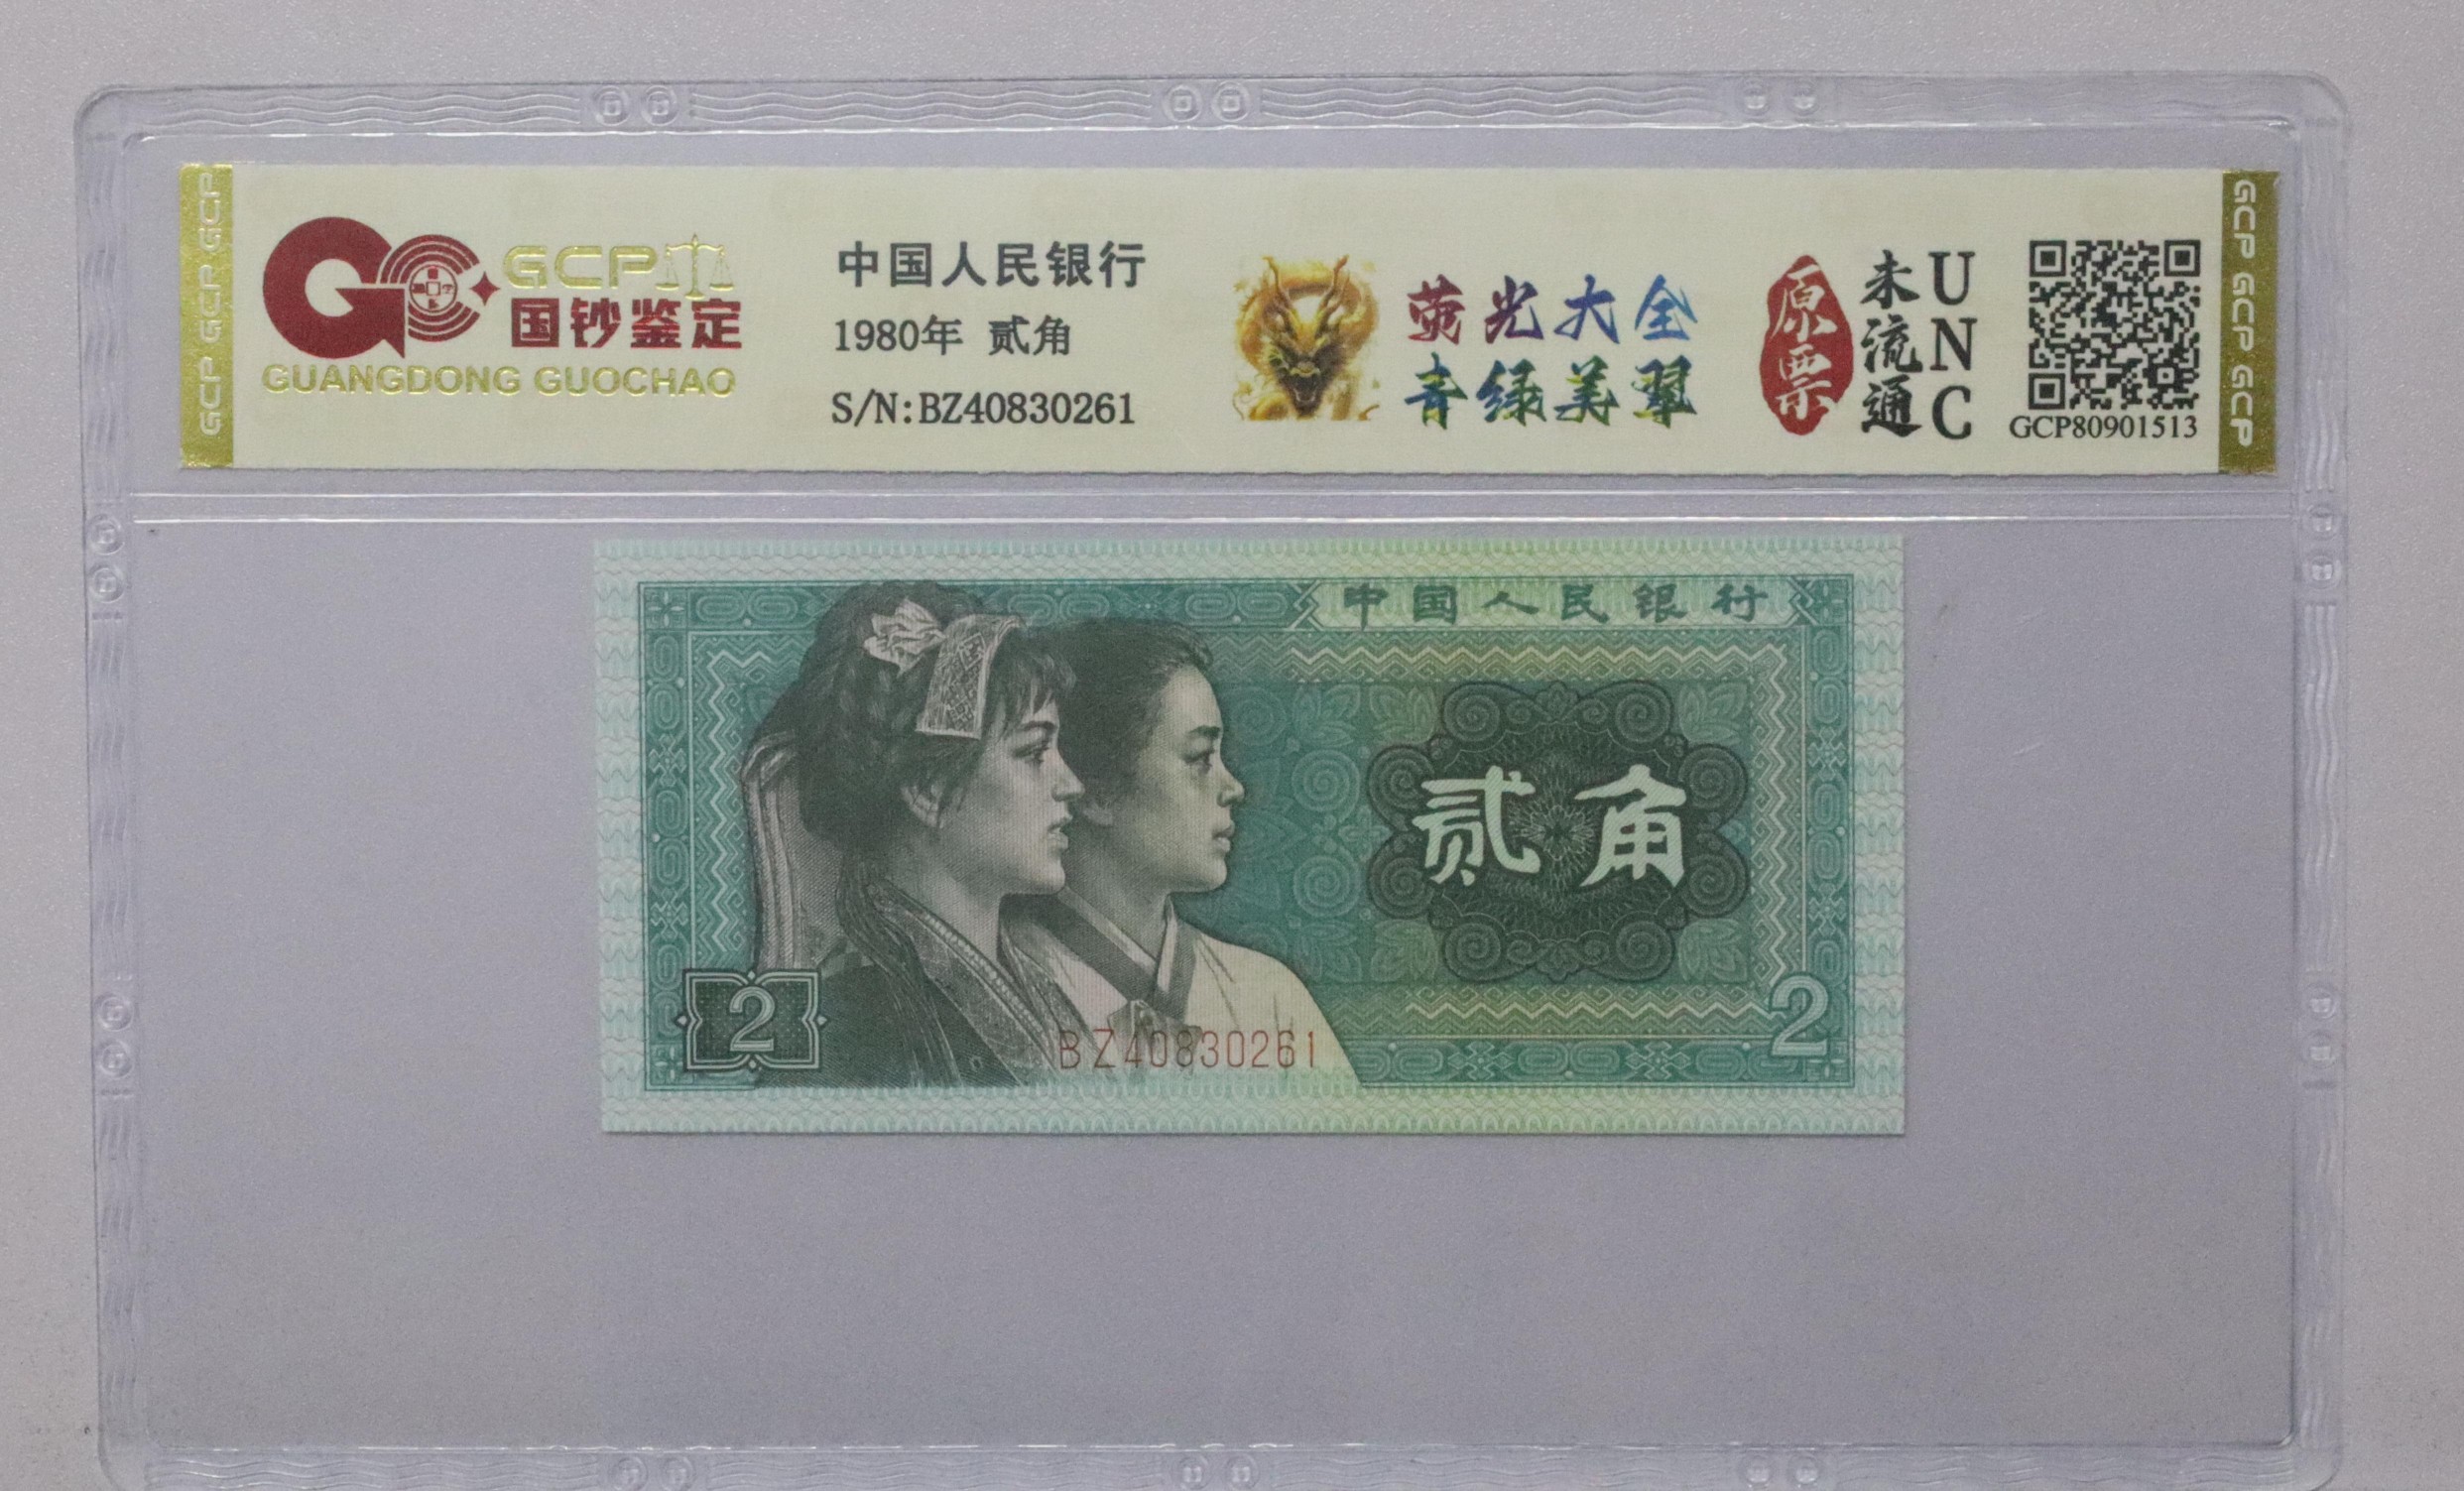 GCP GCP GCP
GCP
国钞鉴定
GUANGDONG GUOCHAO
中国人民银行
1980年 贰角
S/N:BZ40830261
荧光大全
青绿美翠
原票
未流通
UNC
GCP80901513
GCP GCP GCP
中国人民银行
贰角
2
BZ40830261
2